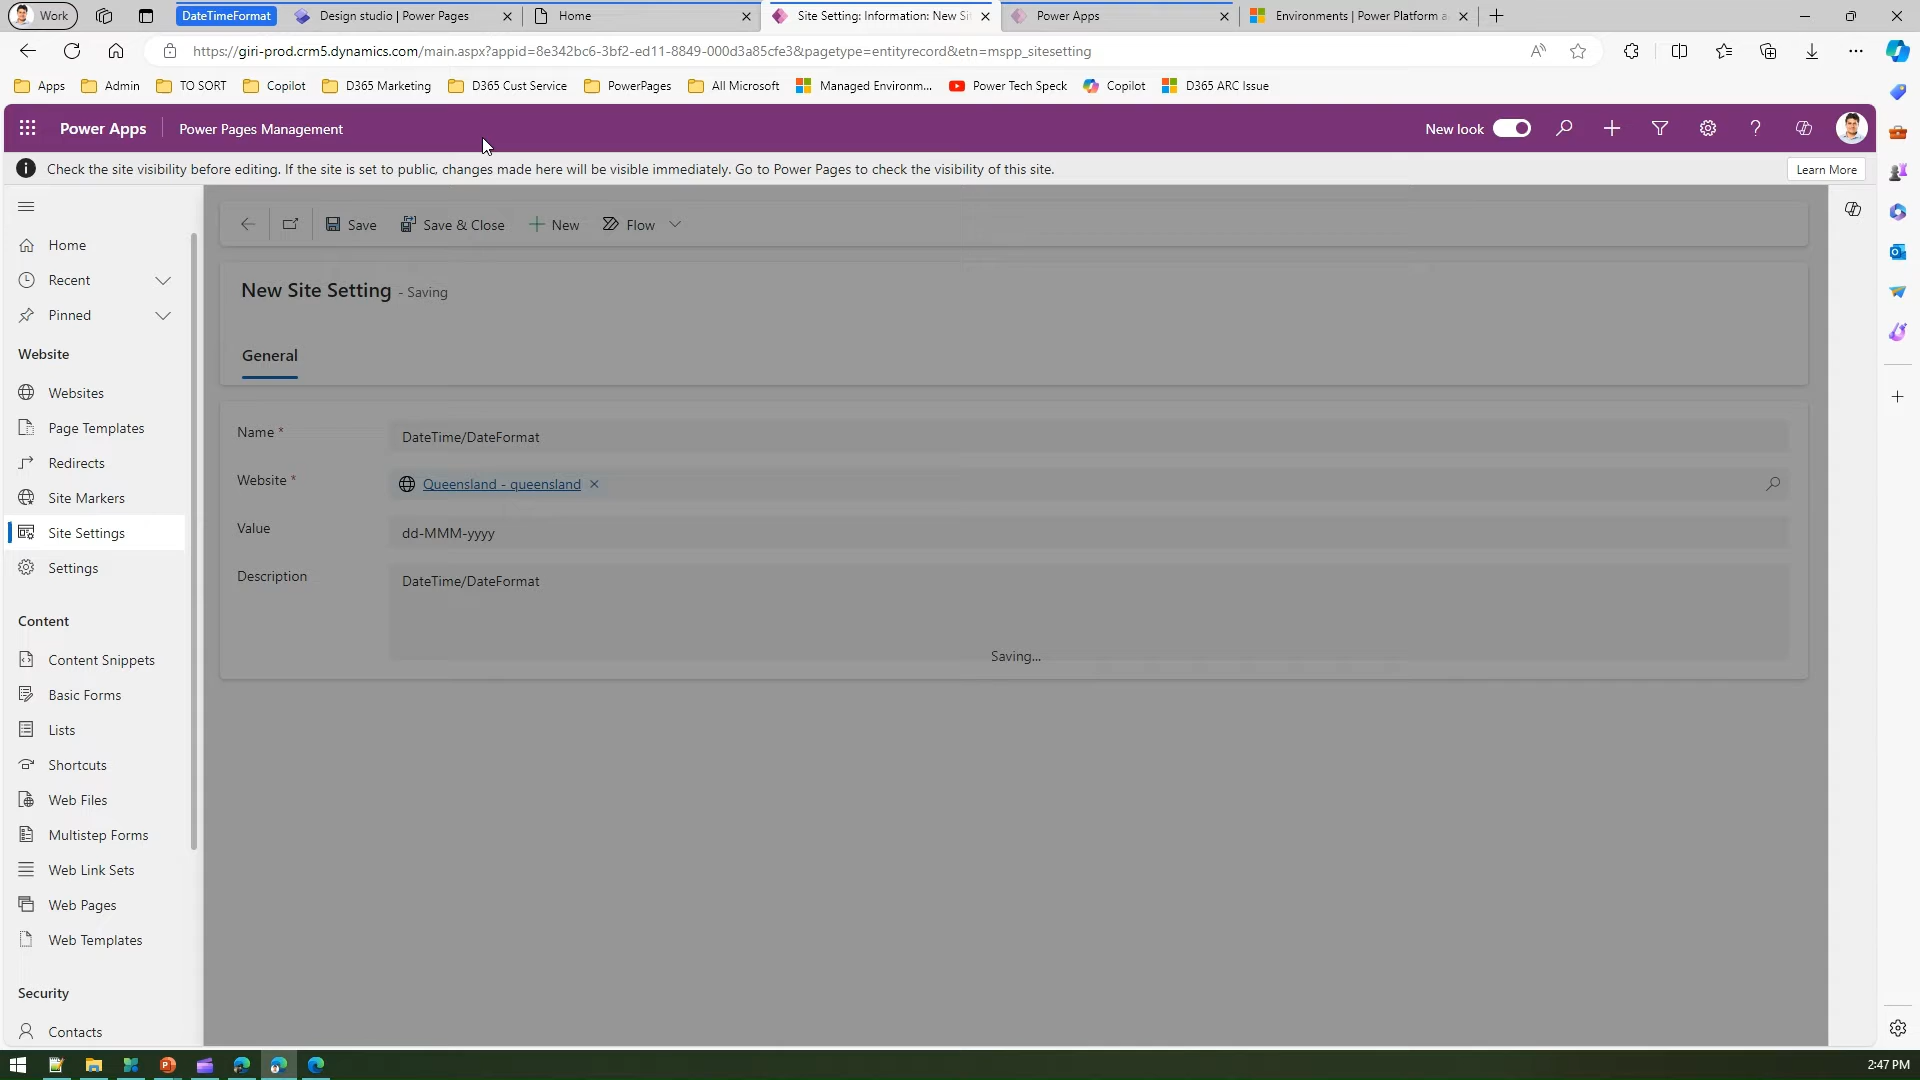 Work
DateTimeFormat
Design studio | Power Pages
Home
Site Setting: Information: New Si
Power Apps
Environments | Power Platform a
https://giri-prod.crm5.dynamics.com/main.aspx?appid=8e342bc6-3bf2-ed11-8849-000d3a85cfe3&pagetype=entityrecord&etn=mspp_sitesetting
Apps
Admin
TO SORT
Copilot
D365 Marketing
D365 Cust Service
PowerPages
All Microsoft
Managed Environm...
Power Tech Speck
Copilot
D365 ARC Issue
Power Apps
Power Pages Management
New look
Check the site visibility before editing. If the site is set to public, changes made here will be visible immediately. Go to Power Pages to check the visibility of this site.
Learn More
Save
Save & Close
New
Flow
Home
Recent
Pinned
Website
Websites
Page Templates
Redirects
Site Markers
Site Settings
Settings
Content
Content Snippets
Basic Forms
Lists
Shortcuts
Web Files
Multistep Forms
Web Link Sets
Web Pages
Web Templates
Security
Contacts
New Site Setting - Saving
General
Name *
DateTime/DateFormat
Website *
Queensland - queensland
Value
dd-MMM-yyyy
Description
DateTime/DateFormat
Saving...
2:47 PM